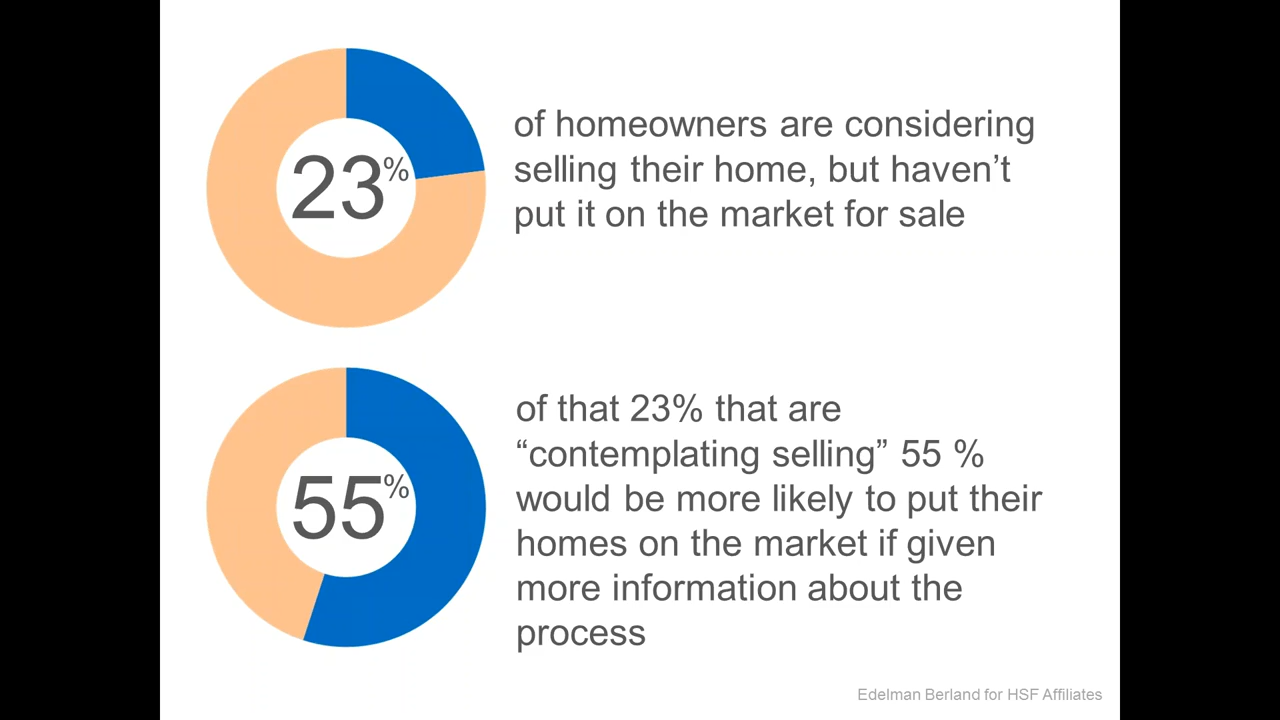 23%
of homeowners are considering
selling their home, but haven’t
put it on the market for sale
55%
of that 23% that are
“contemplating selling” 55 %
would be more likely to put their
homes on the market if given
more information about the
process
Edelman Berland for HSF Affiliates